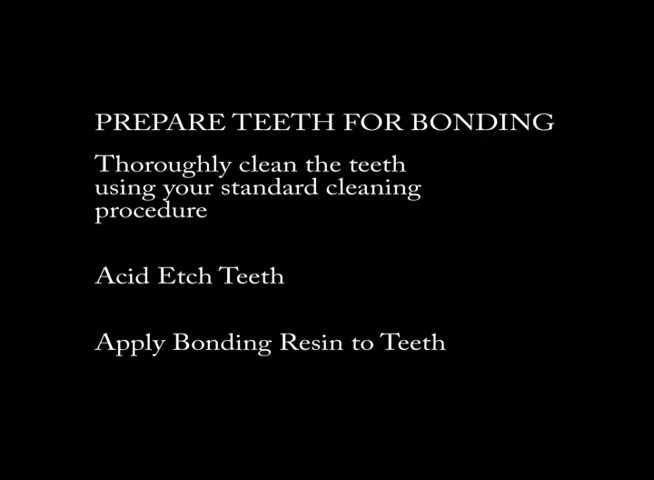 PREPARE TEETH FOR BONDING
Thoroughly clean the teeth
using your standard cleaning
procedure
Acid Etch Teeth
Apply Bonding Resin to Teeth